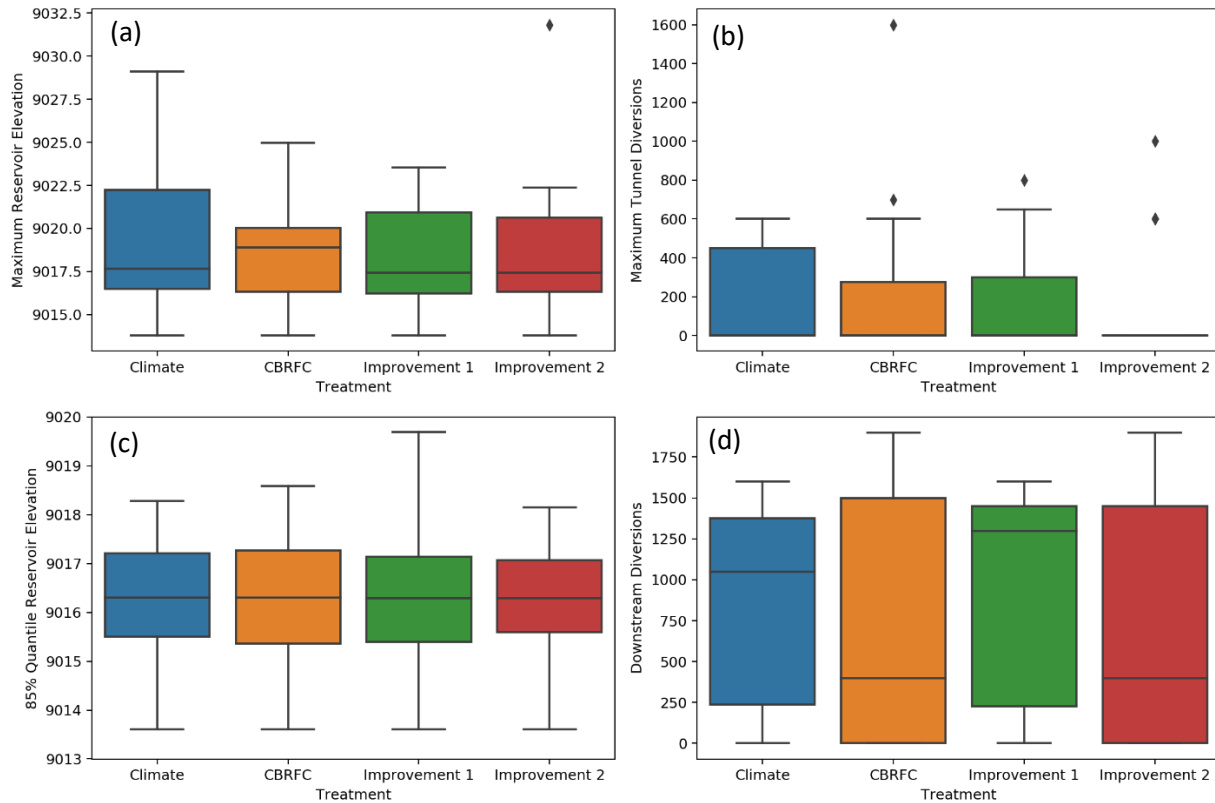 (a)
Maximum Reservoir Elevation
9032.5
9030.0
9027.5
9025.0
9022.5
9020.0
9017.5
9015.0
Climate CBRFC Improvement 1 Improvement 2
Treatment
(b)
Maximum Tunnel Diversions
1600
1400
1200
1000
800
600
400
200
0
Climate CBRFC Improvement 1 Improvement 2
Treatment
(c)
85% Quantile Reservoir Elevation
9020
9019
9018
9017
9016
9015
9014
9013
Climate CBRFC Improvement 1 Improvement 2
Treatment
(d)
Downstream Diversions
1750
1500
1250
1000
750
500
250
0
Climate CBRFC Improvement 1 Improvement 2
Treatment